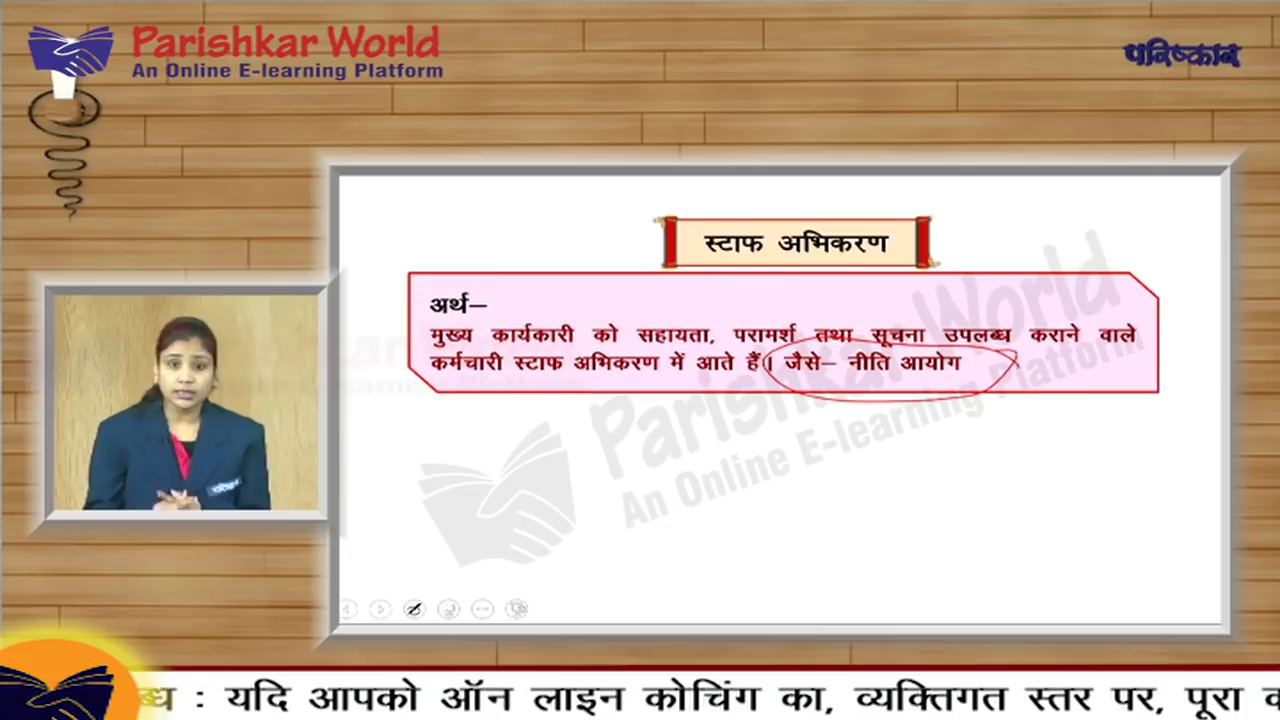 Parishkar World
An Online E-learning Platform
परिष्कार
स्टाफ अभिकरण
अर्थ–
मुख्य कार्यकारी को सहायता, परामर्श तथा सूचना उपलब्ध कराने वाले
कर्मचारी स्टाफ अभिकरण में आते हैं। जैसे– नीति आयोग
Parishkar World
An Online E-learning Platform
ब्ध : यदि आपको ऑन लाइन कोचिंग का, व्यक्तिगत स्तर पर, पूरा